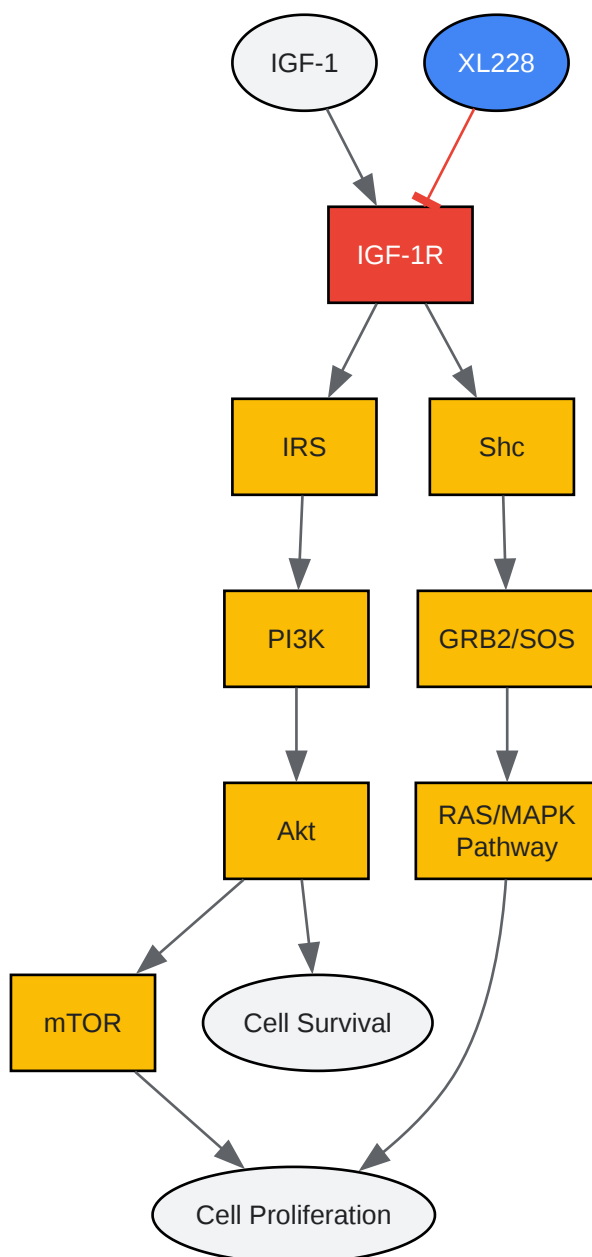 IGF-1
XL228
IGF-1R
IRS
Shc
PI3K
GRB2/SOS
Akt
RAS/MAPK
Pathway
mTOR
Cell Survival
Cell Proliferation